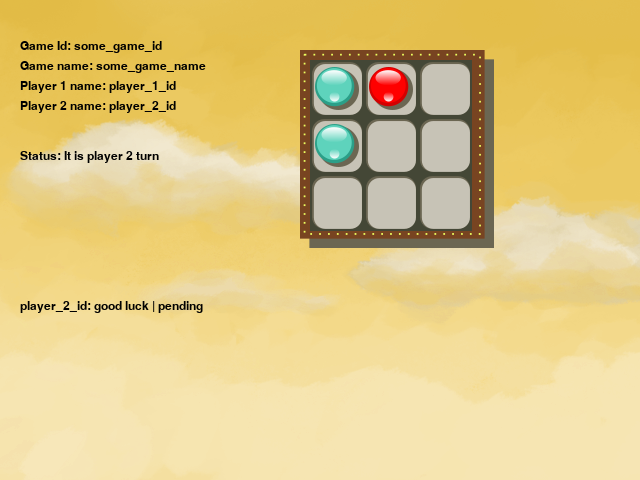 Game Id: some_game_id
Game name: some_game_name
Player 1 name: player_1_id
Player 2 name: player_2_id
Status: It is player 2 turn
player_2_id: good luck | pending